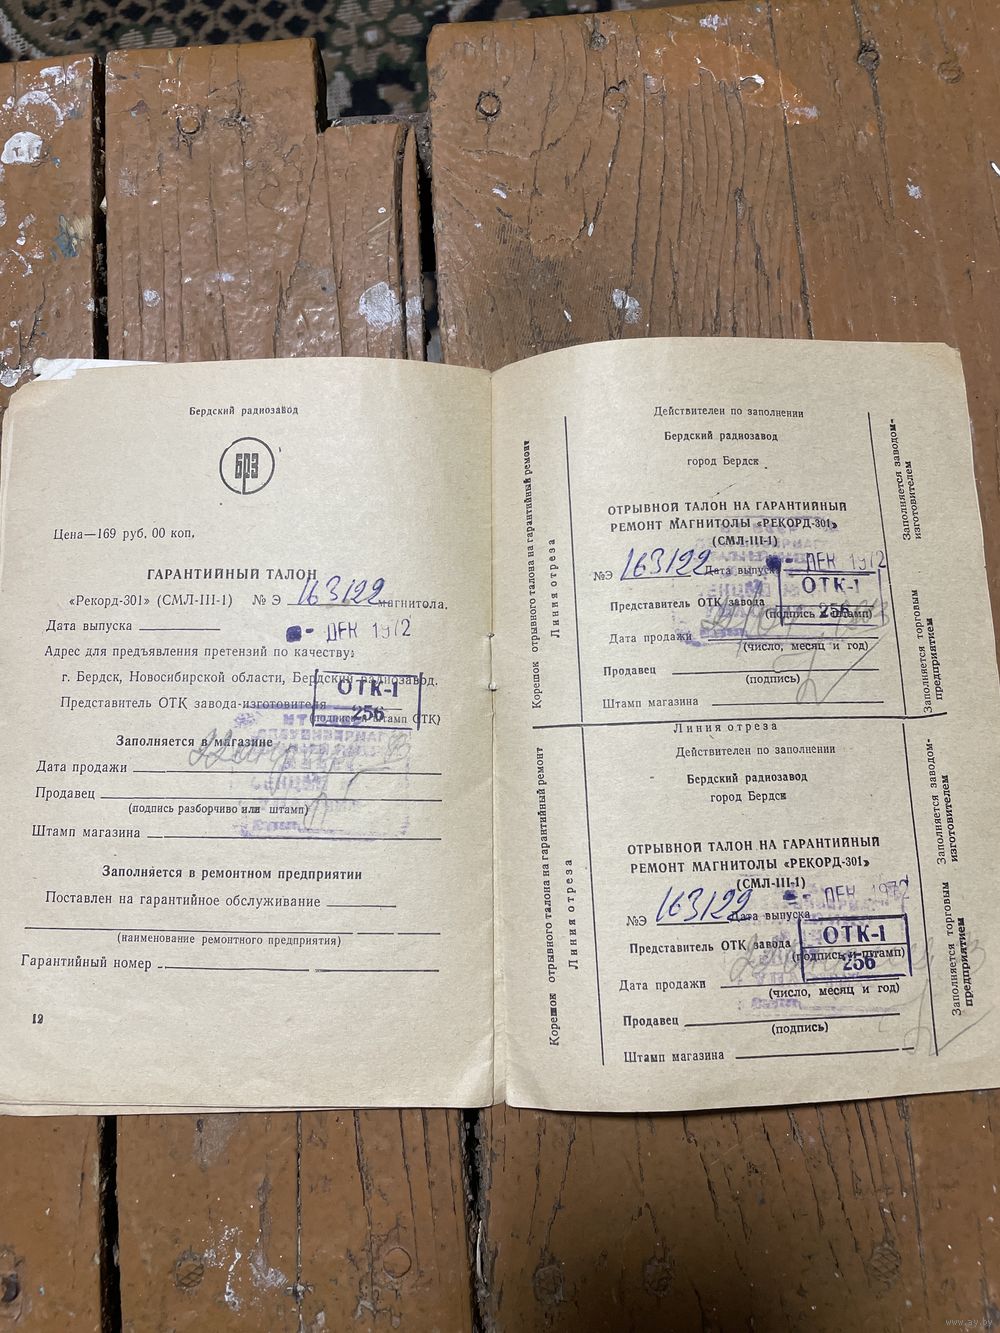 Бердский радиозавод
БРЗ
Цена—169 руб. 00 коп.
ГАРАНТИЙНЫЙ ТАЛОН
«Рекорд-301» (СМЛ-III-1) № Э 163122 магнитола.
Дата выпуска - ДЕК 1972
Адрес для предъявления претензий по качеству:
г. Бердск, Новосибирской области, Бердский радиозавод.
ОТК-1
Представитель ОТК завода-изготовителя 256
(подпись и штамп ОТК)
Заполняется в магазине
Дата продажи
Продавец
(подпись разборчиво или штамп)
Штамп магазина
Заполняется в ремонтном предприятии
Поставлен на гарантийное обслуживание
(наименование ремонтного предприятия)
Гарантийный номер
12
Корешок отрывного талона на гарантийный ремонт
Линия отреза
Действителен по заполнении
Бердский радиозавод
город Бердск
ОТРЫВНОЙ ТАЛОН НА ГАРАНТИЙНЫЙ
РЕМОНТ МАГНИТОЛЫ «РЕКОРД-301»
(СМЛ-III-1)
№Э 163122 Дата выпуска - ДЕК 1972
ОТК-1
Представитель ОТК завода 256
(подпись и штамп)
Дата продажи
(число, месяц и год)
Продавец
(подпись)
Штамп магазина
Заполняется заводом-
изготовителем
Заполняется торговым
предприятием
Линия отреза
Корешок отрывного талона на гарантийный ремонт
Линия отреза
Действителен по заполнении
Бердский радиозавод
город Бердск
ОТРЫВНОЙ ТАЛОН НА ГАРАНТИЙНЫЙ
РЕМОНТ МАГНИТОЛЫ «РЕКОРД-301»
(СМЛ-III-1)
№Э 163122 Дата выпуска - ДЕК 1972
ОТК-1
Представитель ОТК завода (подпись и штамп)
256
Дата продажи
(число, месяц и год)
Продавец
(подпись)
Штамп магазина
Заполняется заводом-
изготовителем
Заполняется торговым
предприятием
www.ay.by